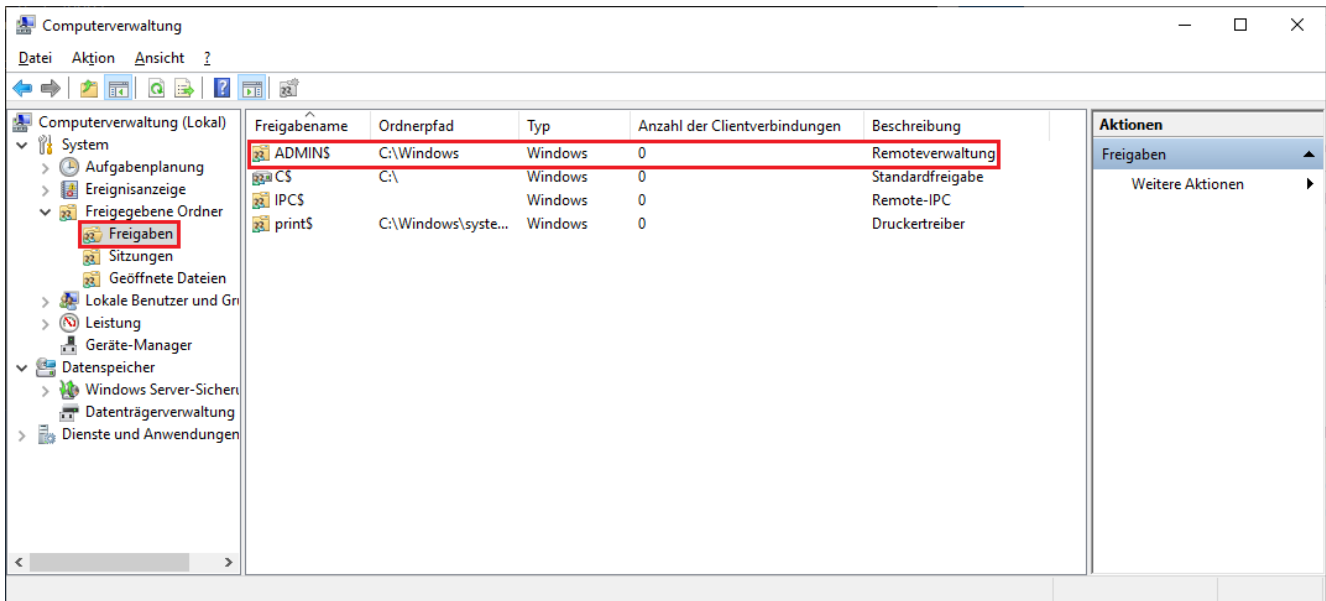 Computerverwaltung
Datei Aktion Ansicht ?
Computerverwaltung (Lokal)
System
Aufgabenplanung
Ereignisanzeige
Freigegebene Ordner
Freigaben
Sitzungen
Geöffnete Dateien
Lokale Benutzer und Gru
Leistung
Geräte-Manager
Datenspeicher
Windows Server-Sicheru
Datenträgerverwaltung
Dienste und Anwendungen
Freigabename Ordnerpfad Typ Anzahl der Clientverbindungen Beschreibung
ADMIN$ C:\Windows Windows 0 Remoteverwaltung
C$ C:\ Windows 0 Standardfreigabe
IPC$ Windows 0 Remote-IPC
print$ C:\Windows\syste... Windows 0 Druckertreiber
Aktionen
Freigaben
Weitere Aktionen